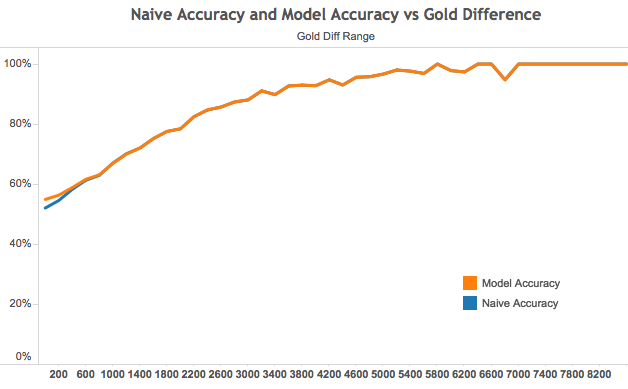 Naive Accuracy and Model Accuracy vs Gold Difference
Gold Diff Range
100%
80%
60%
40%
20%
0%
Model Accuracy
Naive Accuracy
200 600 1000 1400 1800 2200 2600 3000 3400 3800 4200 4600 5000 5400 5800 6200 6600 7000 7400 7800 8200